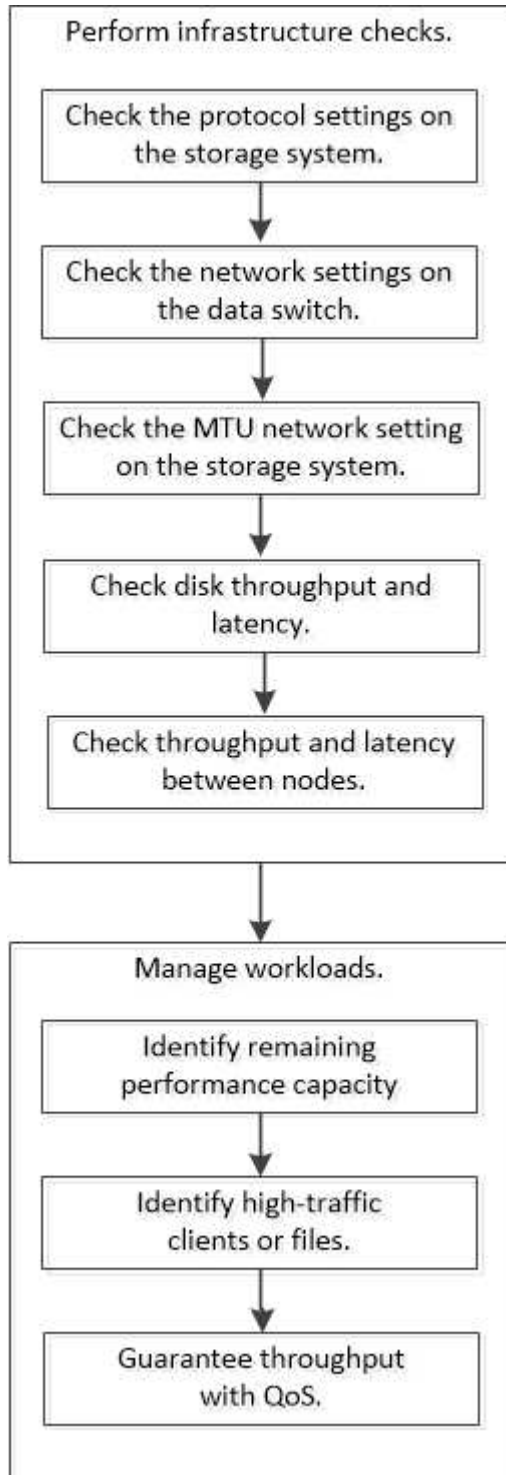 Perform infrastructure checks.
Check the protocol settings on
the storage system.
Check the network settings on
the data switch.
Check the MTU network setting
on the storage system.
Check disk throughput and
latency.
Check throughput and latency
between nodes.
Manage workloads.
Identify remaining
performance capacity
Identify high-traffic
clients or files.
Guarantee throughput
with QoS.